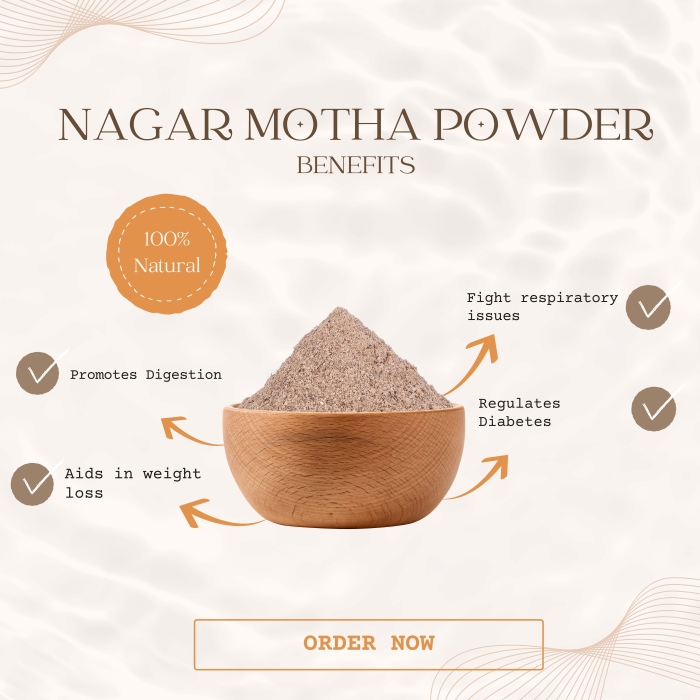 NAGAR MOTHA POWDER
BENEFITS
100%
Natural
Fight respiratory
issues
Promotes Digestion
Regulates
Diabetes
Aids in weight
loss
ORDER NOW